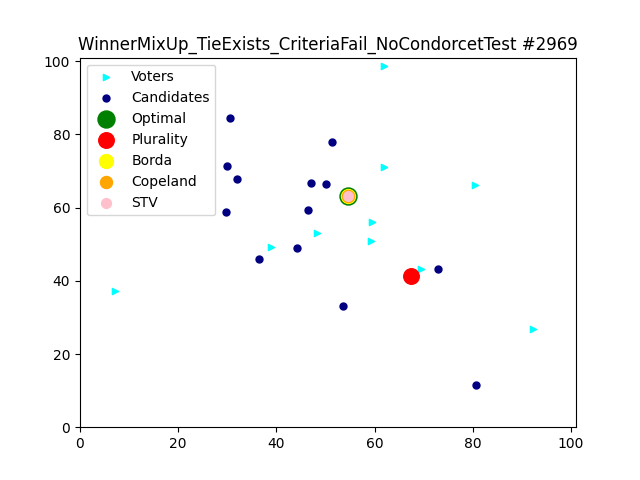 WinnerMixUp_TieExists_CriteriaFail_NoCondorcetTest #2969
100
80
60
40
20
0
0 20 40 60 80 100
Voters
Candidates
Optimal
Plurality
Borda
Copeland
STV